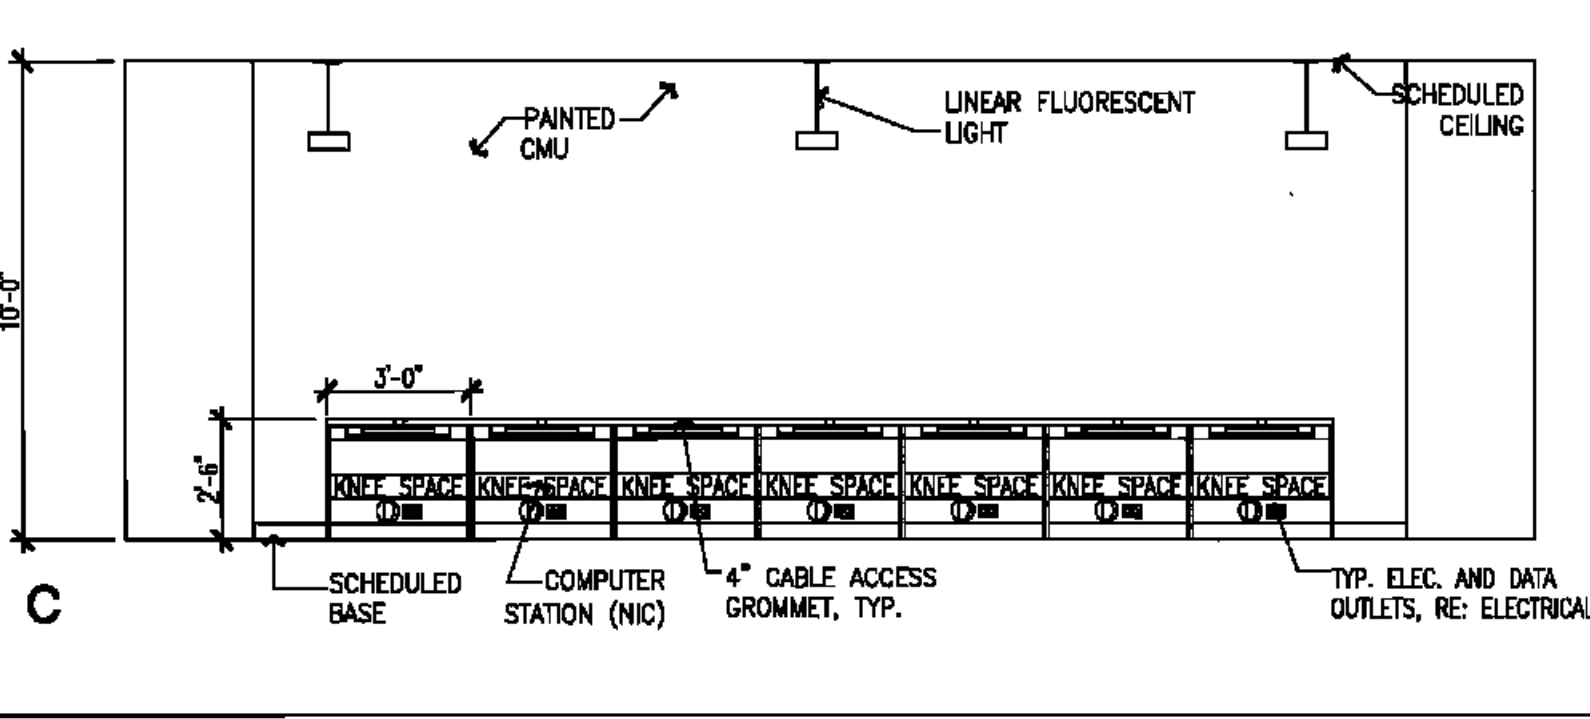 PAINTED
CMU
LINEAR FLUORESCENT
LIGHT
SCHEDULED
CEILING
10'-0"
3'-0"
2'-6"
KNEE SPACE KNEE SPACE KNEE SPACE KNEE SPACE KNEE SPACE KNEE SPACE KNEE SPACE
SCHEDULED
BASE
COMPUTER
STATION (NIC)
4" CABLE ACCESS
GROMMET, TYP.
TYP. ELEC. AND DATA
OUTLETS, RE: ELECTRICAL
C